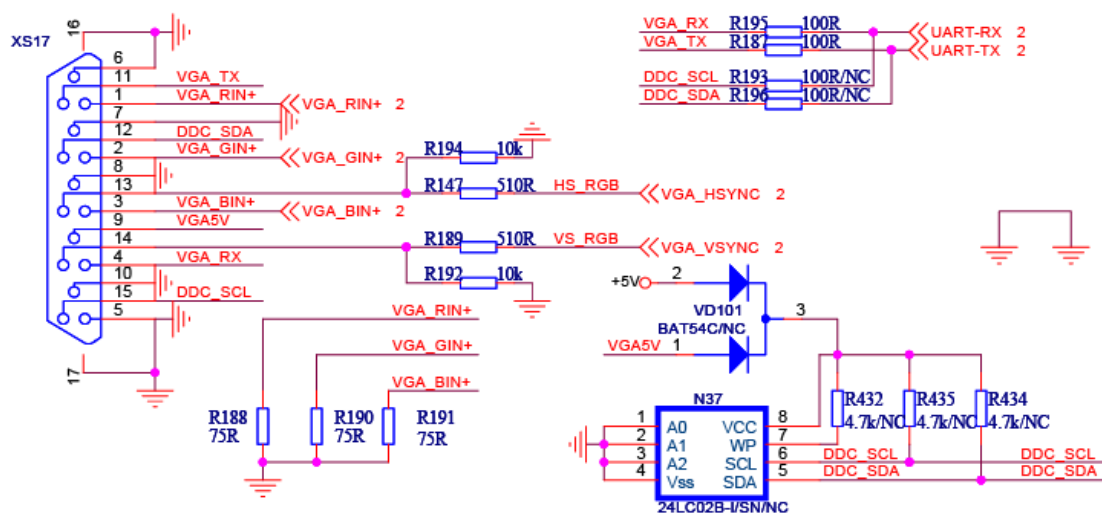 XS17
16
6
11 VGA_TX
1 VGA_RIN+ VGA_RIN+ 2
7
12 DDC_SDA
2 VGA_GIN+ VGA_GIN+ 2
8
13
3 VGA_BIN+ VGA_BIN+ 2
9 VGA5V
14
4 VGA_RX
10
15 DDC_SCL
5
17
VGA_RX R195 100R UART-RX 2
VGA_TX R187 100R UART-TX 2
DDC_SCL R193 100R/NC
DDC_SDA R196 100R/NC
R194 10k
R147 510R HS_RGB VGA_HSYNC 2
R189 510R VS_RGB VGA_VSYNC 2
R192 10k
VGA_RIN+
VGA_GIN+
VGA_BIN+
R188 R190 R191
75R 75R 75R
+5V 2
VD101 3
BAT54C/NC
VGA5V 1
R432 R435 R434
4.7k/NC 4.7k/NC 4.7k/NC
N37
1 A0 VCC 8
2 A1 WP 7
3 A2 SCL 6 DDC_SCL DDC_SCL
4 Vss SDA 5 DDC_SDA DDC_SDA
24LC02B-I/SN/NC